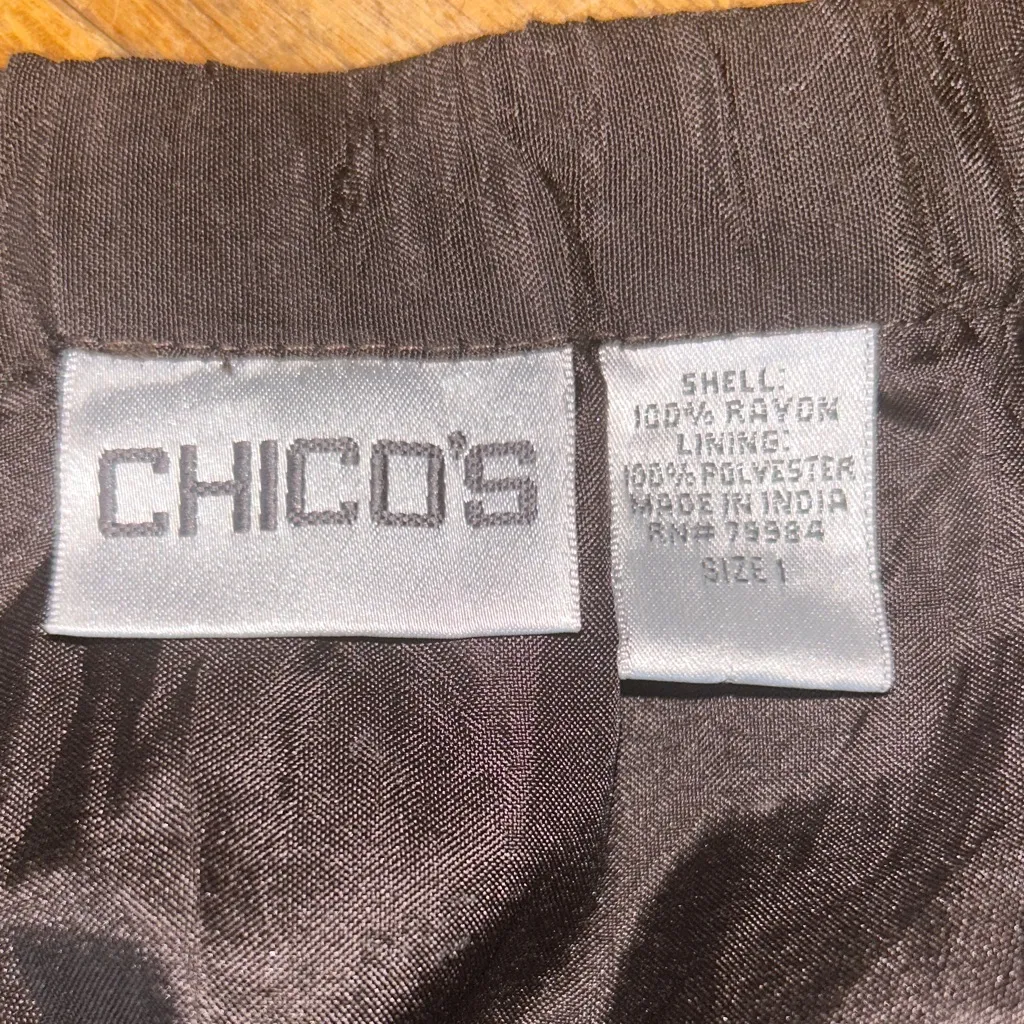 CHICO'S
SHELL:
100% RAYON
LINING:
100% POLYESTER
MADE IN INDIA
RN# 79984
SIZE 1